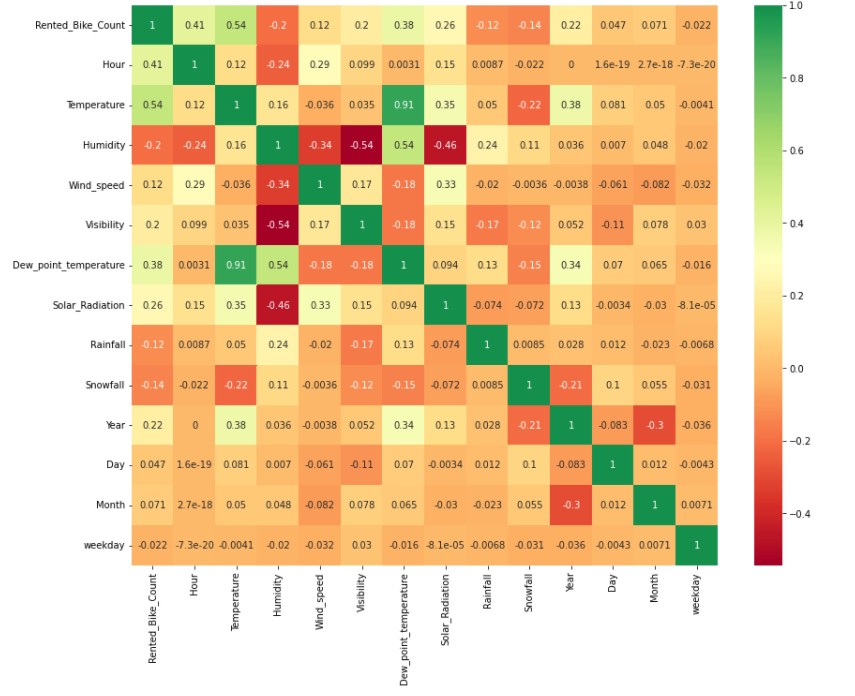 Rented_Bike_Count 1 0.41 0.54 -0.2 0.12 0.2 0.38 0.26 -0.12 -0.14 0.22 0.047 0.071 -0.022
Hour 0.41 1 0.12 -0.24 0.29 0.099 0.0031 0.15 0.0087 -0.022 0 1.6e-19 2.7e-18 -7.3e-20
Temperature 0.54 0.12 1 0.16 -0.036 0.035 0.91 0.35 0.05 -0.22 0.38 0.081 0.05 -0.0041
Humidity -0.2 -0.24 0.16 1 -0.34 -0.54 0.54 -0.46 0.24 0.11 0.036 0.007 0.048 -0.02
Wind_speed 0.12 0.29 -0.036 -0.34 1 0.17 -0.18 0.33 -0.02 -0.0036 -0.0038 -0.061 -0.082 -0.032
Visibility 0.2 0.099 0.035 -0.54 0.17 1 -0.18 0.15 -0.17 -0.12 0.052 -0.11 0.078 0.03
Dew_point_temperature 0.38 0.0031 0.91 0.54 -0.18 -0.18 1 0.094 0.13 -0.15 0.34 0.07 0.065 -0.016
Solar_Radiation 0.26 0.15 0.35 -0.46 0.33 0.15 0.094 1 -0.074 -0.072 0.13 -0.0034 -0.03 -8.1e-05
Rainfall -0.12 0.0087 0.05 0.24 -0.02 -0.17 0.13 -0.074 1 0.0085 0.028 0.012 -0.023 -0.0068
Snowfall -0.14 -0.022 -0.22 0.11 -0.0036 -0.12 -0.15 -0.072 0.0085 1 -0.21 0.1 0.055 -0.031
Year 0.22 0 0.38 0.036 -0.0038 0.052 0.34 0.13 0.028 -0.21 1 -0.083 -0.3 -0.036
Day 0.047 1.6e-19 0.081 0.007 -0.061 -0.11 0.07 -0.0034 0.012 0.1 -0.083 1 0.012 -0.0043
Month 0.071 2.7e-18 0.05 0.048 -0.082 0.078 0.065 -0.03 -0.023 0.055 -0.3 0.012 1 0.0071
weekday -0.022 -7.3e-20 -0.0041 -0.02 -0.032 0.03 -0.016 -8.1e-05 -0.0068 -0.031 -0.036 -0.0043 0.0071 1
Rented_Bike_Count
Hour
Temperature
Humidity
Wind_speed
Visibility
Dew_point_temperature
Solar_Radiation
Rainfall
Snowfall
Year
Day
Month
weekday
1.0
0.8
0.6
0.4
0.2
0.0
−0.2
−0.4